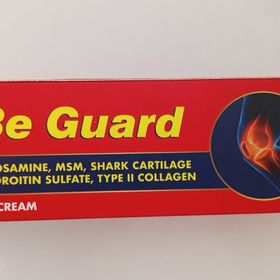 Be Guard
OSAMINE, MSM, SHARK CARTILAGE
DROITIN SULFATE, TYPE II COLLAGEN
CREAM